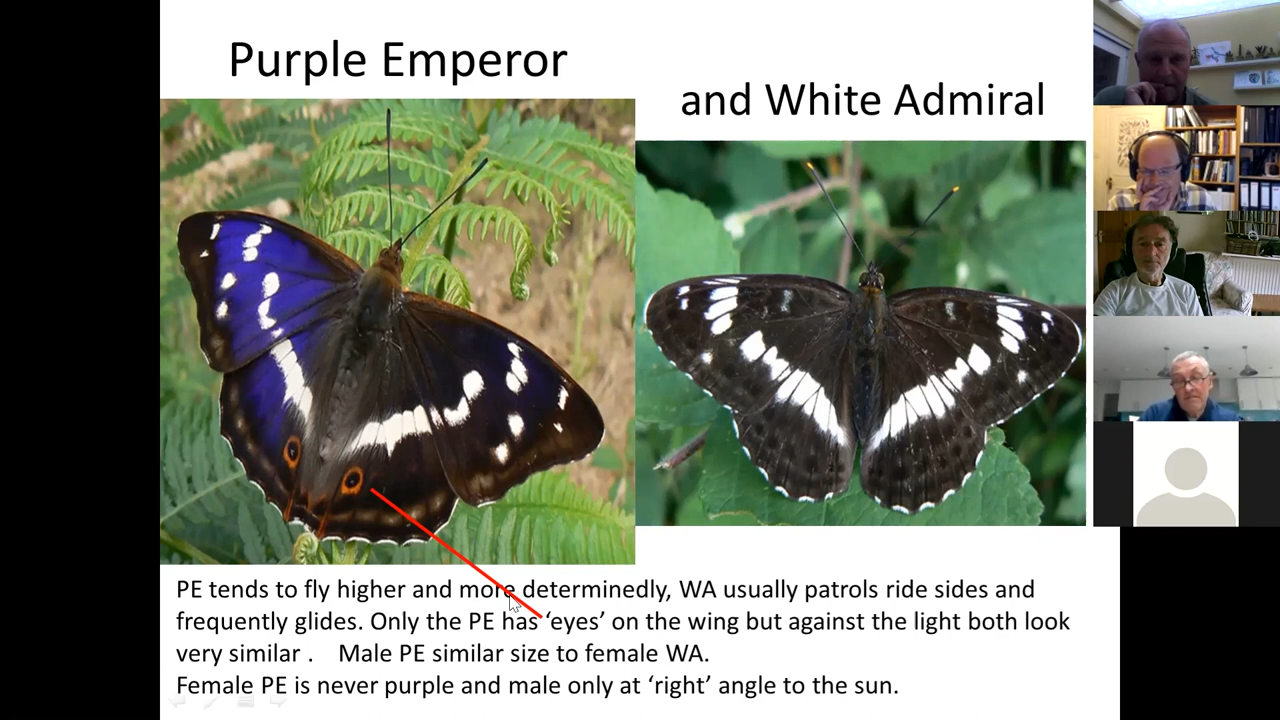 Purple Emperor
and White Admiral
PE tends to fly higher and more determinedly, WA usually patrols ride sides and
frequently glides. Only the PE has ‘eyes’ on the wing but against the light both look
very similar .    Male PE similar size to female WA.
Female PE is never purple and male only at ‘right’ angle to the sun.